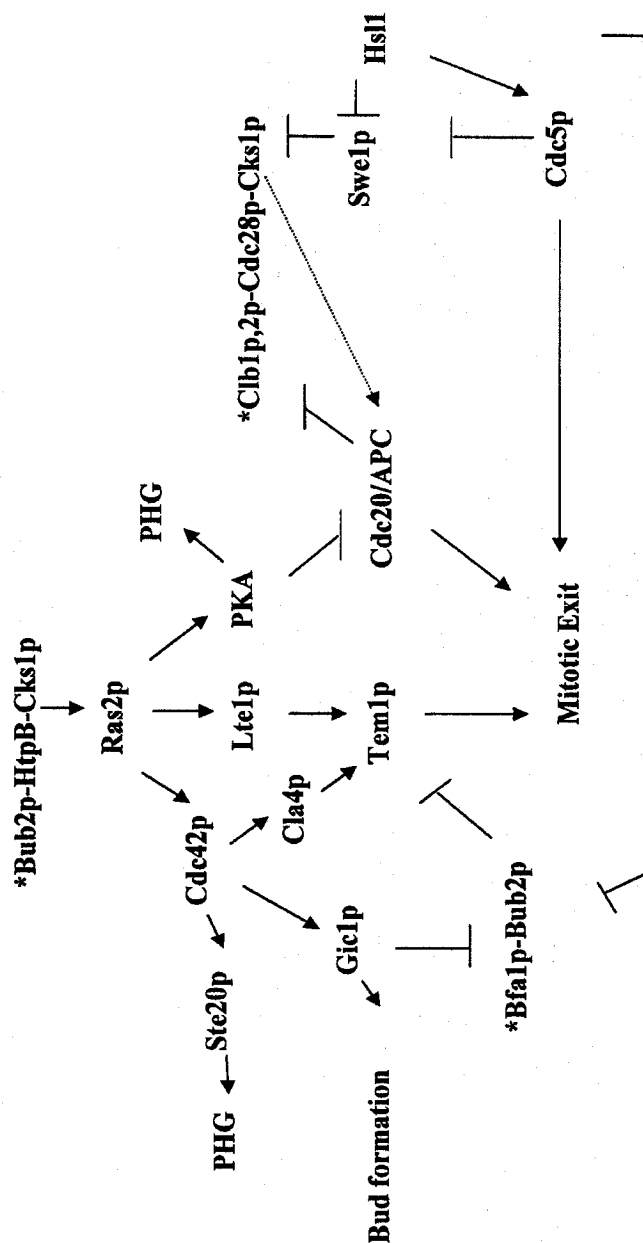 *Bub2p-HtpB-Cks1p
Ras2p
PHG
Cdc42p
Lte1p
PKA
*Clb1p,2p-Cdc28p-Cks1p
PHG
Ste20p
Cla4p
Swe1p
Hsl1
Bud formation
Gic1p
Tem1p
Cdc20/APC
*Bfa1p-Bub2p
Mitotic Exit
Cdc5p